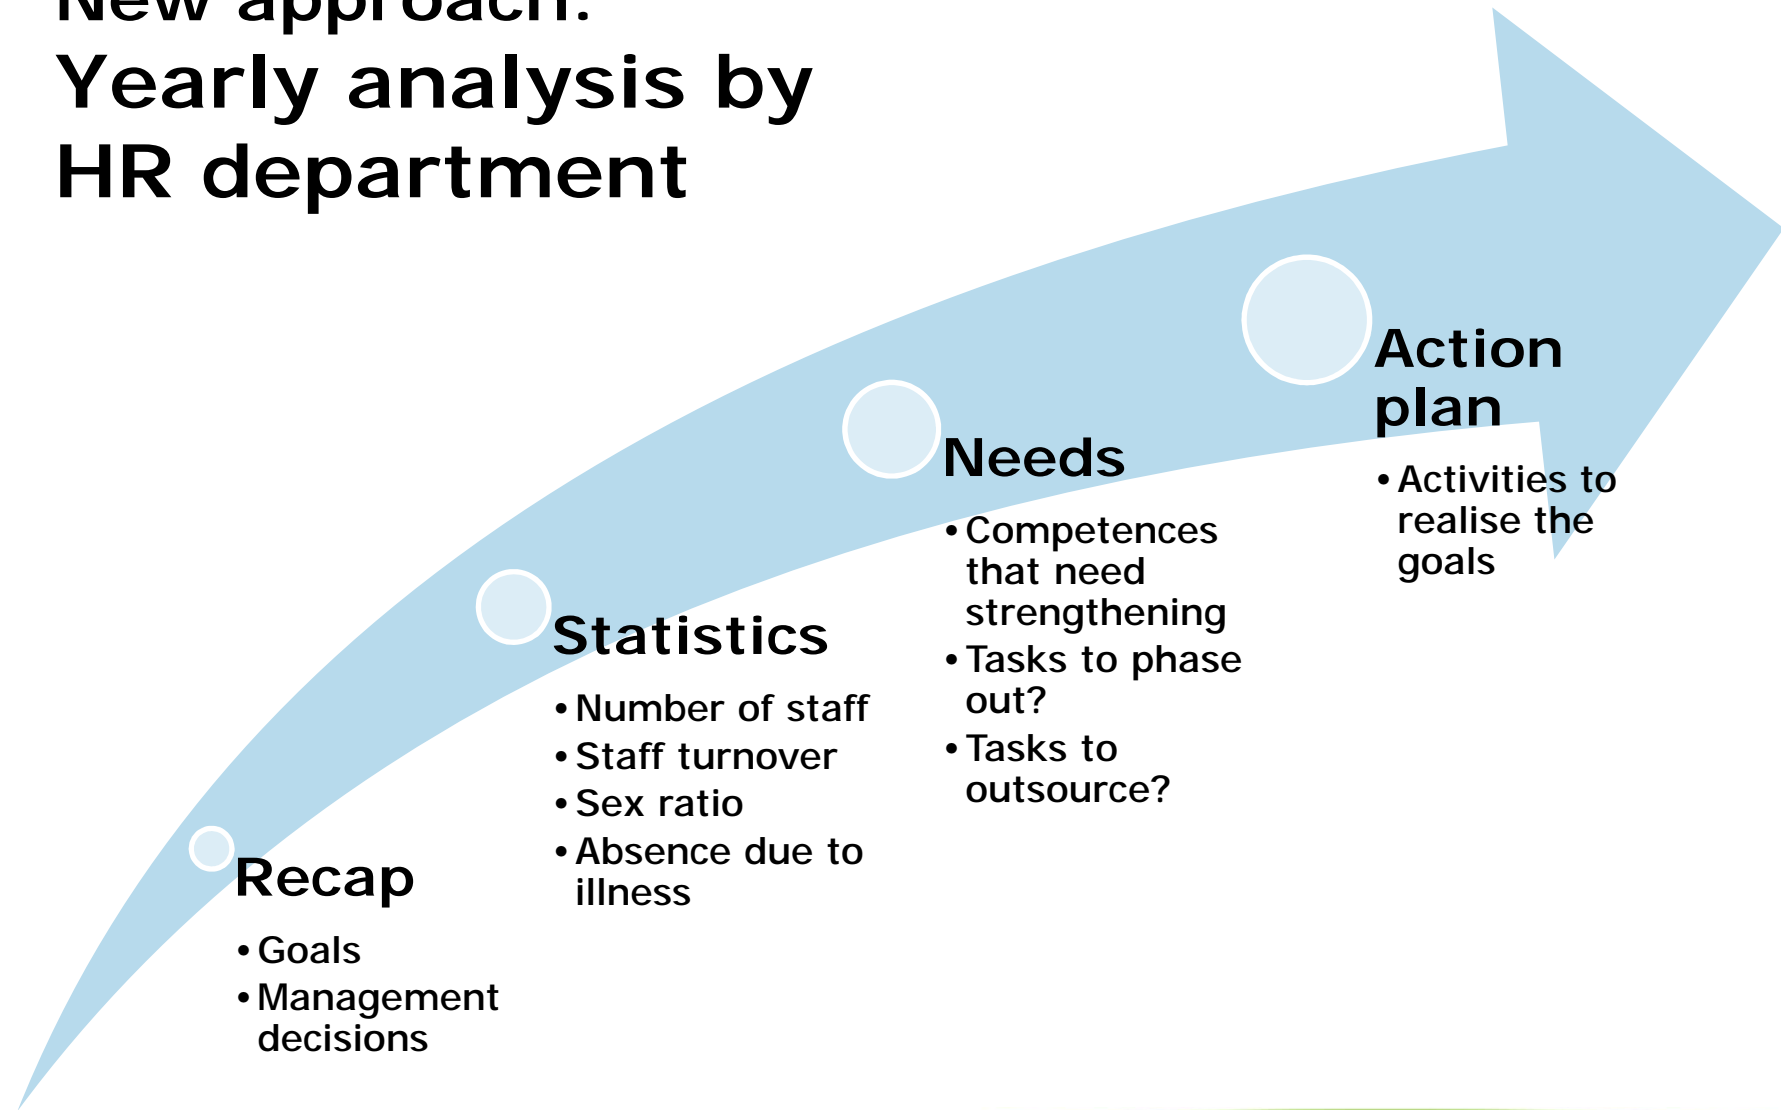 New approach:
Yearly analysis by
HR department
Action
plan
• Activities to
realise the
goals
Needs
• Competences
that need
strengthening
• Tasks to phase
out?
• Tasks to
outsource?
Statistics
• Number of staff
• Staff turnover
• Sex ratio
• Absence due to
illness
Recap
• Goals
• Management
decisions